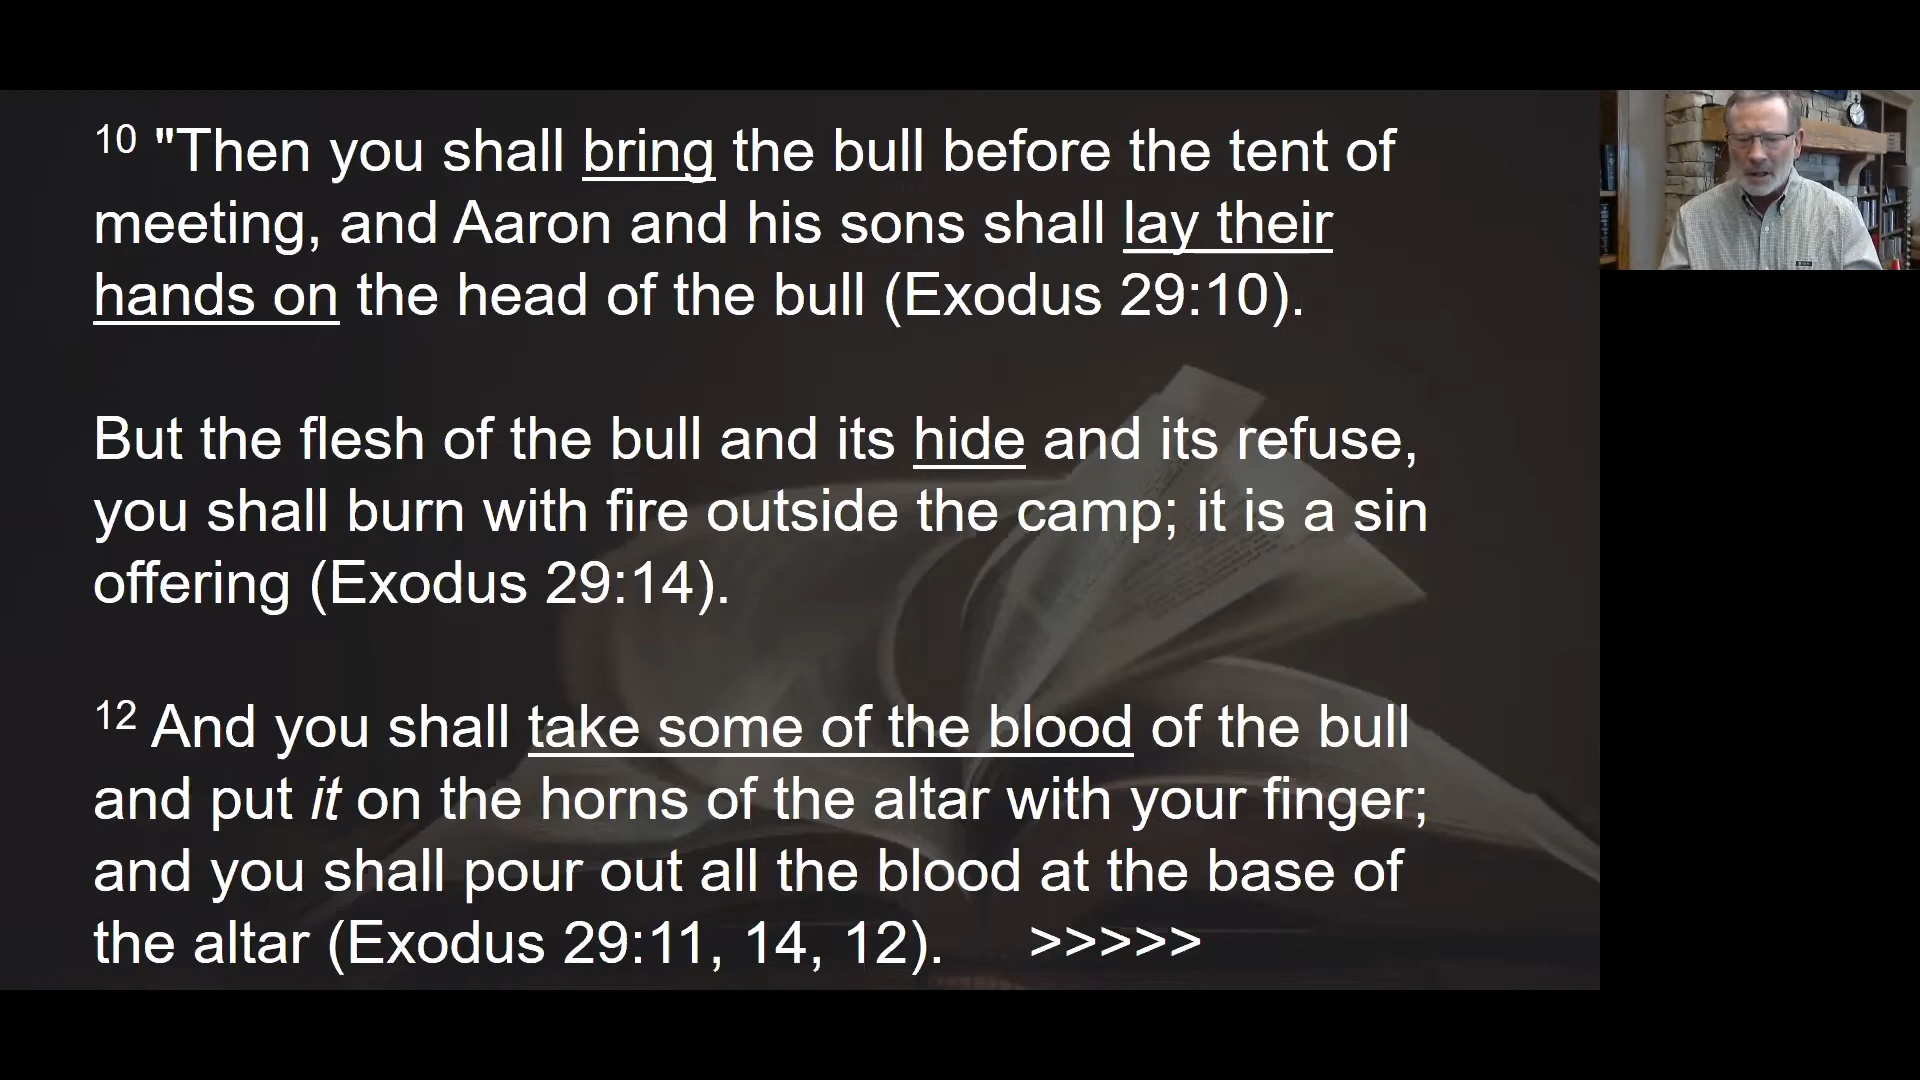 10 "Then you shall bring the bull before the tent of
meeting, and Aaron and his sons shall lay their
hands on the head of the bull (Exodus 29:10).
But the flesh of the bull and its hide and its refuse,
you shall burn with fire outside the camp; it is a sin
offering (Exodus 29:14).
12 And you shall take some of the blood of the bull
and put it on the horns of the altar with your finger;
and you shall pour out all the blood at the base of
the altar (Exodus 29:11, 14, 12). >>>>>